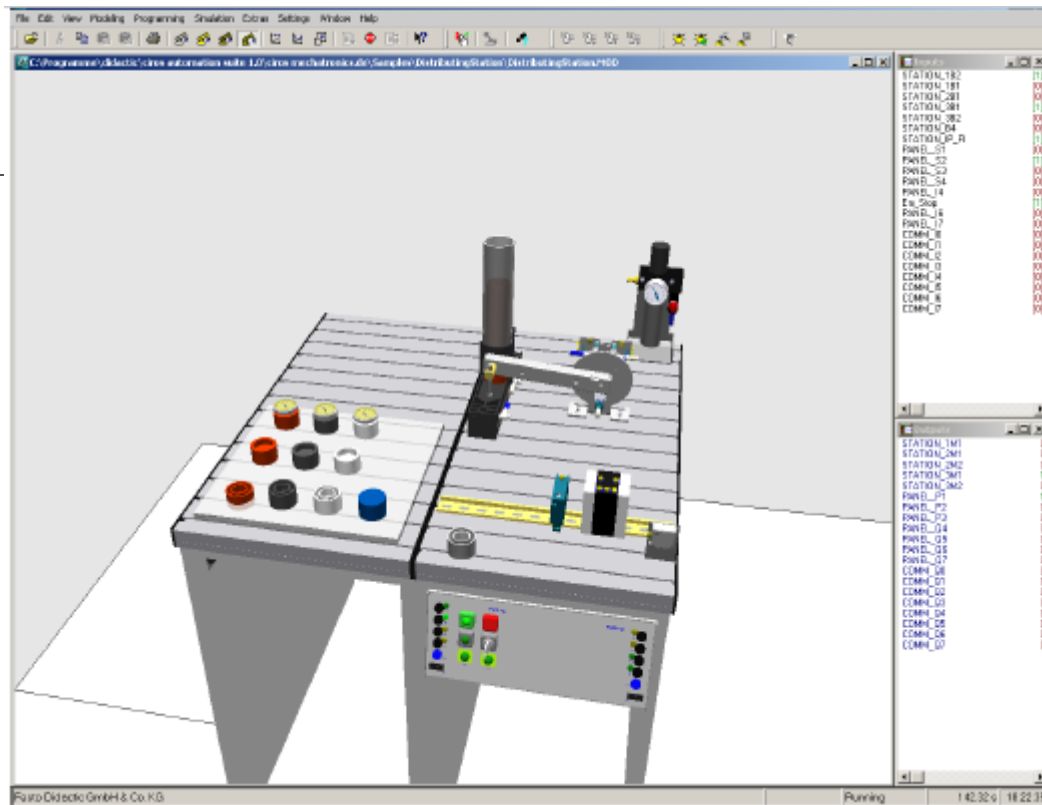 File Edit View Modeling Programming Simulation Extras Settings Window Help
C:\Programme\didactic\ciros automation suite 1.0\ciros mechatronics.de\Samples\DistributingStation\DistributingStation.MOD
Inputs
STATION_1B2
STATION_1B1
STATION_2B1
STATION_3B1
STATION_3B2
STATION_B4
STATION_IP_FI
PANEL_S1
PANEL_S2
PANEL_S3
PANEL_S4
PANEL_I4
Em_Stop
PANEL_I6
PANEL_I7
COMM_I0
COMM_I1
COMM_I2
COMM_I3
COMM_I4
COMM_I5
COMM_I6
COMM_I7
Outputs
STATION_1M1
STATION_2M1
STATION_2M2
STATION_3M1
STATION_3M2
PANEL_P1
PANEL_P2
PANEL_P3
PANEL_Q4
PANEL_Q5
PANEL_Q6
PANEL_Q7
COMM_Q0
COMM_Q1
COMM_Q2
COMM_Q3
COMM_Q4
COMM_Q5
COMM_Q6
COMM_Q7
Festo Didactic GmbH & Co. KG
Running
142.32 s